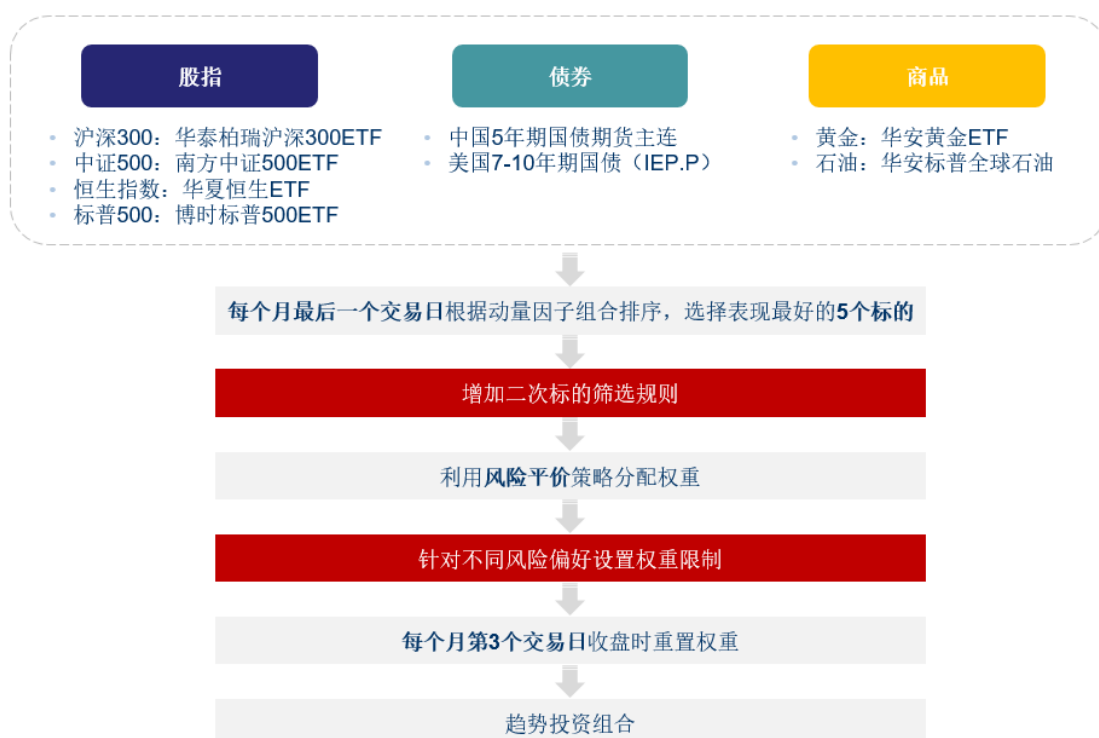 股指
沪深300：华泰柏瑞沪深300ETF
中证500：南方中证500ETF
恒生指数：华夏恒生ETF
标普500：博时标普500ETF
债券
中国5年期国债期货主连
美国7-10年期国债（IEP.P）
商品
黄金：华安黄金ETF
石油：华安标普全球石油
每个月最后一个交易日根据动量因子组合排序，选择表现最好的5个标的
增加二次标的筛选规则
利用风险平价策略分配权重
针对不同风险偏好设置权重限制
每个月第3个交易日收盘时重置权重
趋势投资组合